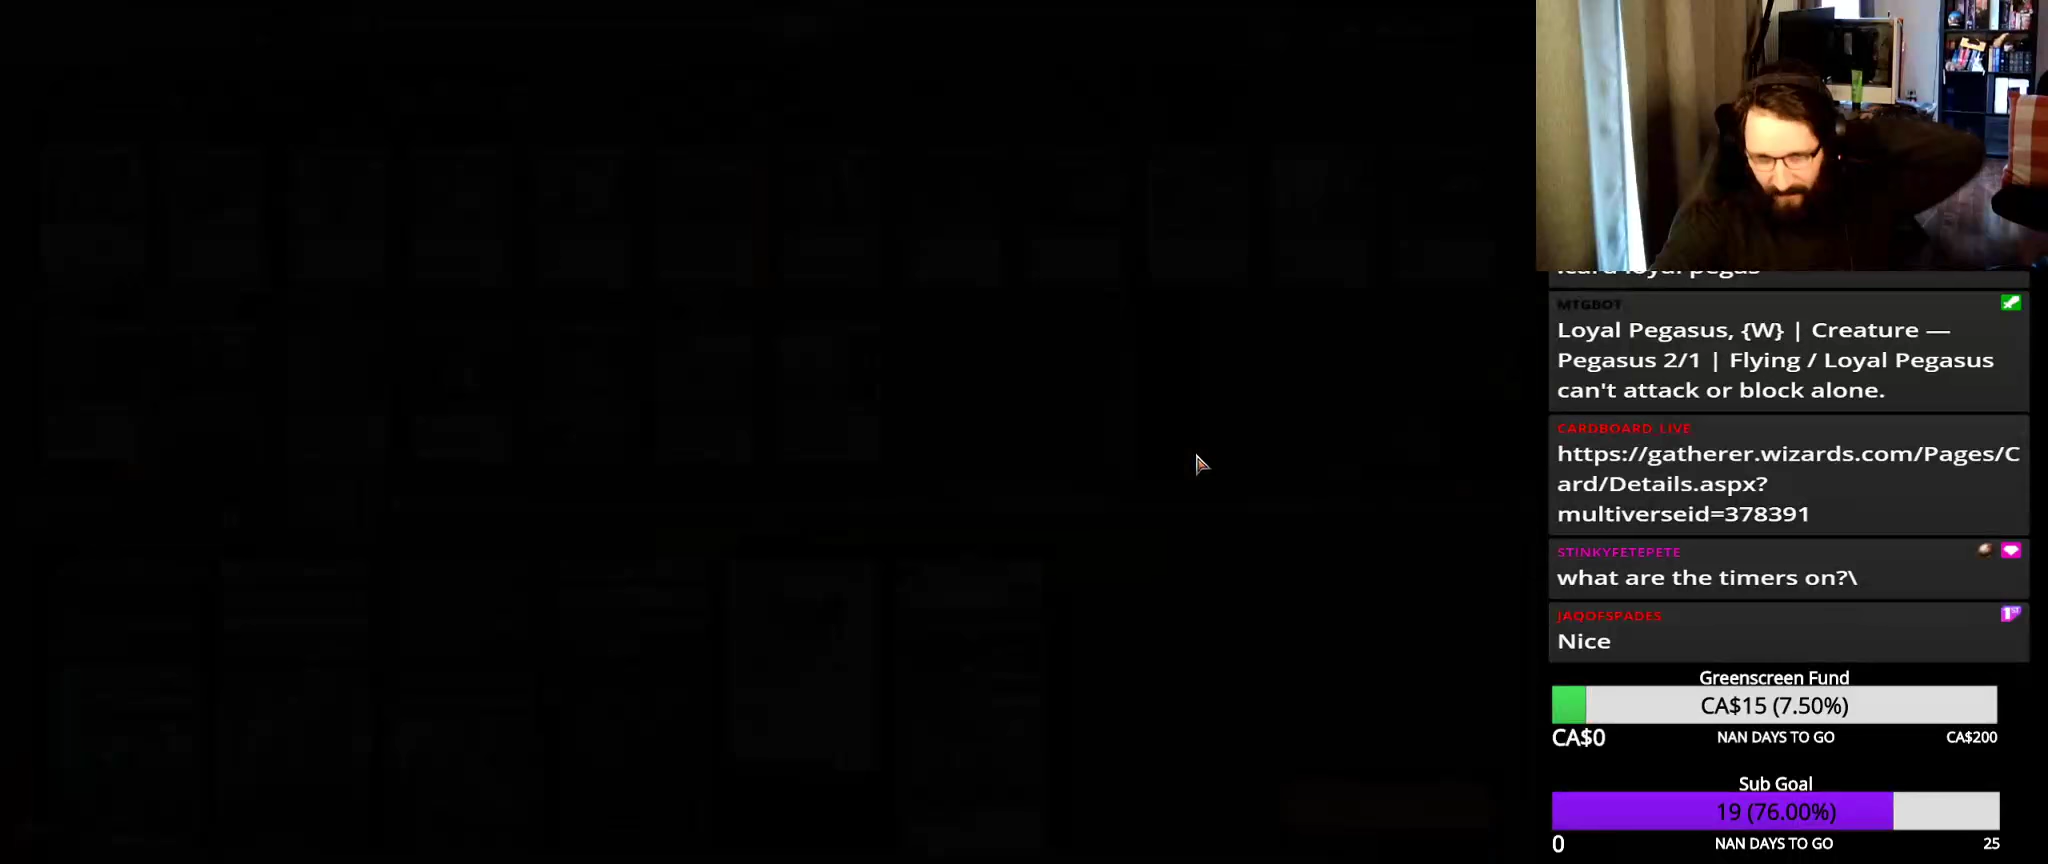 MTGBOT
Loyal Pegasus, {W} | Creature —
Pegasus 2/1 | Flying / Loyal Pegasus
can't attack or block alone.
CARDBOARD_LIVE
https://gatherer.wizards.com/Pages/C
ard/Details.aspx?
multiverseid=378391
STINKYFETEPETE
what are the timers on?\
JAQOFSPADES
Nice
Greenscreen Fund
CA$15 (7.50%)
CA$0 NAN DAYS TO GO CA$200
Sub Goal
19 (76.00%)
0 NAN DAYS TO GO 25